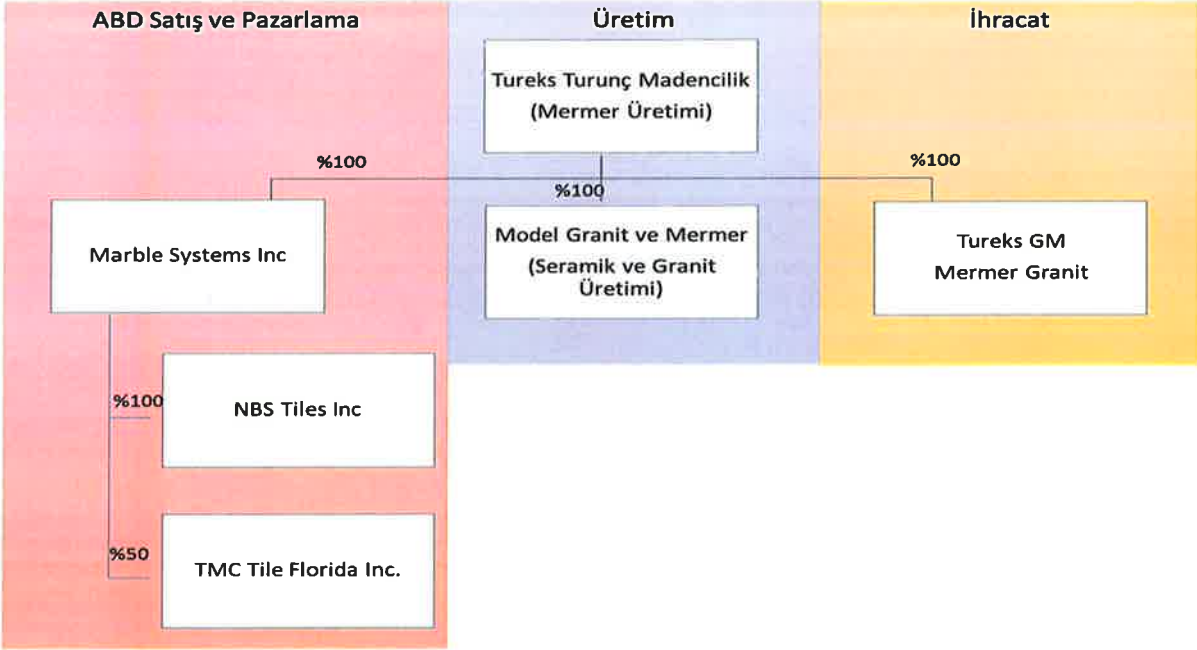 ABD Satış ve Pazarlama
Üretim
İhracat
Tureks Turunç Madencilik
(Mermer Üretimi)
%100
%100
%100
Marble Systems Inc
Model Granit ve Mermer
(Seramik ve Granit
Üretimi)
Tureks GM
Mermer Granit
%100
NBS Tiles Inc
%50
TMC Tile Florida Inc.